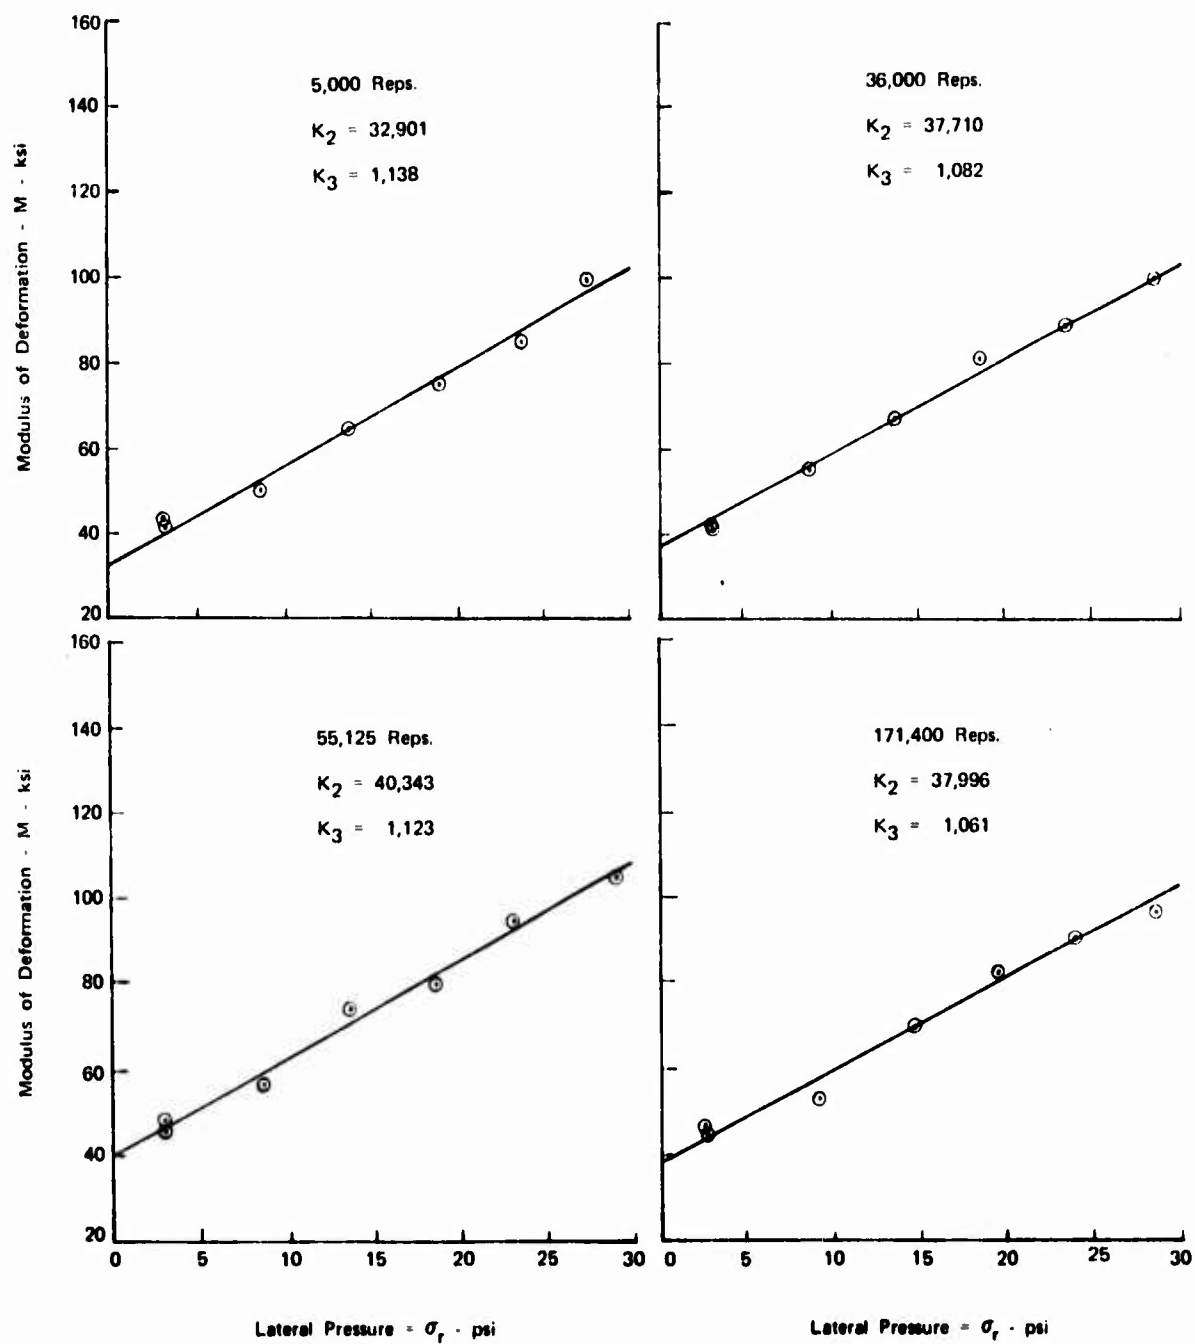 160
140
120
100
80
60
40
20
Modulus of Deformation - M - ksi
5,000 Reps.
K2 = 32,901
K3 = 1,138
36,000 Reps.
K2 = 37,710
K3 = 1,082
160
140
120
100
80
60
40
20
Modulus of Deformation - M - ksi
55,125 Reps.
K2 = 40,343
K3 = 1,123
171,400 Reps.
K2 = 37,996
K3 = 1,061
0 5 10 15 20 25 30
0 5 10 15 20 25 30
Lateral Pressure = σr - psi
Lateral Pressure = σr - psi